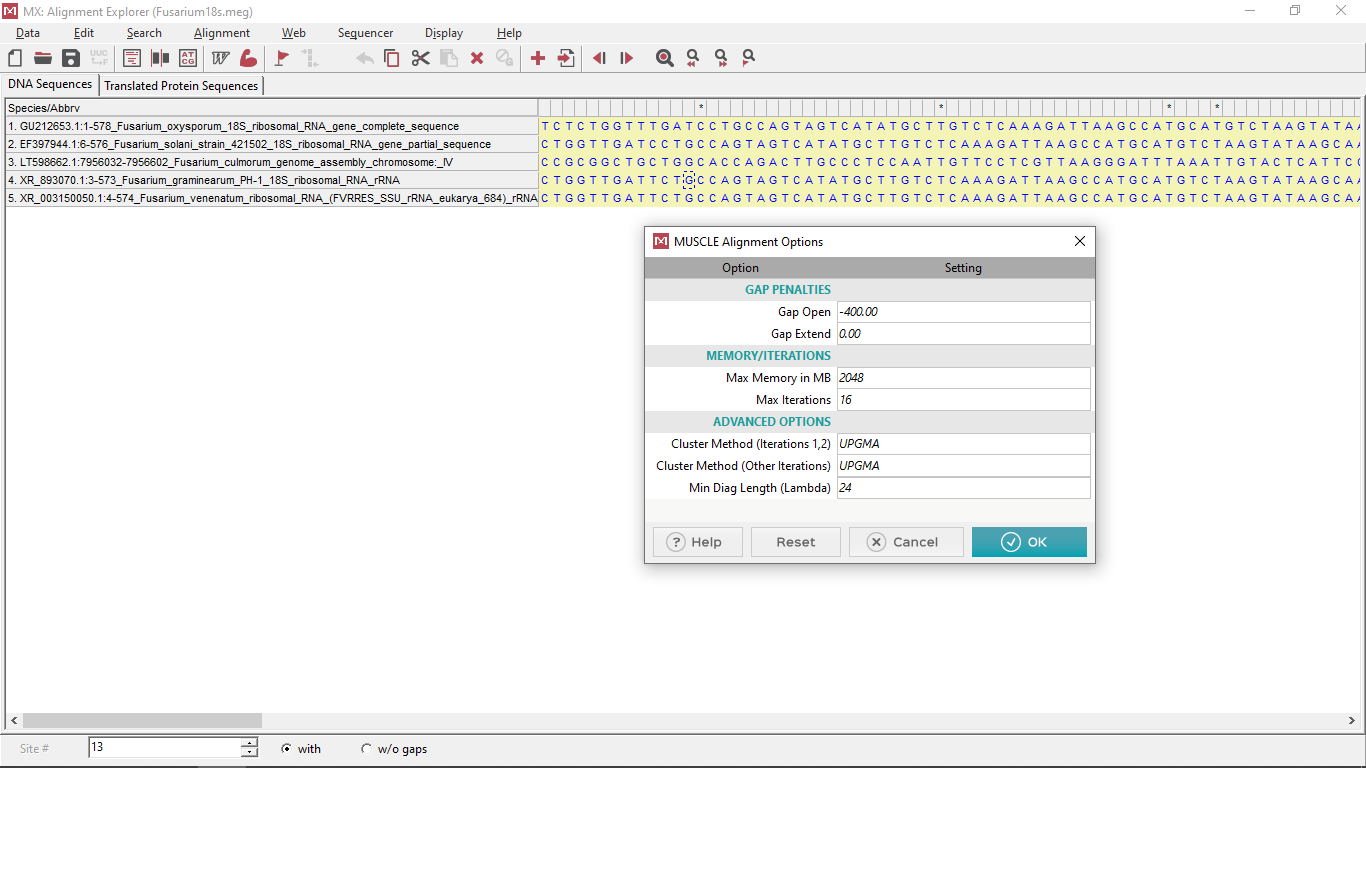 MX: Alignment Explorer (Fusarium18s.meg)
Data Edit Search Alignment Web Sequencer Display Help
UUC
L-F
AT
CG
W
DNA Sequences Translated Protein Sequences
Species/Abbrv * * * *
1. GU212653.1:1-578_Fusarium_oxysporum_18S_ribosomal_RNA_gene_complete_sequence T C T C T G G T T T G A T C C T G C C A G T A G T C A T A T G C T T G T C T C A A A G A T T A A G C C A T G C A T G T C T A A G T A T A A
2. EF397944.1:6-576_Fusarium_solani_strain_421502_18S_ribosomal_RNA_gene_partial_sequence C T G G T T G A T C C T G C C A G T A G T C A T A T G C T T G T C T C A A A G A T T A A G C C A T G C A T G T C T A A G T A T A A G C A A
3. LT598662.1:7956032-7956602_Fusarium_culmorum_genome_assembly_chromosome:_IV C C G C G G C T G C T G G C A C C A G A C T T G C C C T C C A A T T G T T C C T C G T T A A G G G A T T T A A A T T G T A C T C A T T C C
4. XR_893070.1:3-573_Fusarium_graminearum_PH-1_18S_ribosomal_RNA_rRNA C T G G T T G A T T C T G C C A G T A G T C A T A T G C T T G T C T C A A A G A T T A A G C C A T G C A T G T C T A A G T A T A A G C A A
5. XR_003150050.1:4-574_Fusarium_venenatum_ribosomal_RNA_(FVRRES_SSU_rRNA_eukarya_684)_rRNA C T G G T T G A T T C T G C C A G T A G T C A T A T G C T T G T C T C A A A G A T T A A G C C A T G C A T G T C T A A G T A T A A G C A A
MUSCLE Alignment Options
Option Setting
GAP PENALTIES
Gap Open -400.00
Gap Extend 0.00
MEMORY/ITERATIONS
Max Memory in MB 2048
Max Iterations 16
ADVANCED OPTIONS
Cluster Method (Iterations 1,2) UPGMA
Cluster Method (Other Iterations) UPGMA
Min Diag Length (Lambda) 24
? Help Reset Cancel OK
Site # 13 with w/o gaps